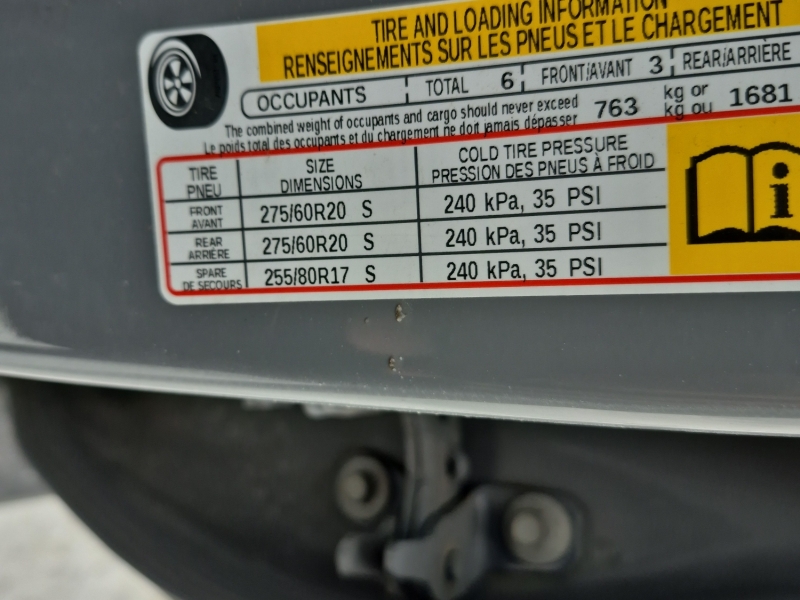 TIRE AND LOADING INFORMATION
RENSEIGNEMENTS SUR LES PNEUS ET LE CHARGEMENT
OCCUPANTS TOTAL 6 FRONT/AVANT 3 REAR/ARRIÈRE
The combined weight of occupants and cargo should never exceed
Le poids total des occupants et du chargement ne doit jamais dépasser
763 kg or kg ou 1681
TIRE PNEU SIZE DIMENSIONS COLD TIRE PRESSURE PRESSION DES PNEUS À FROID
FRONT AVANT 275/60R20 S 240 kPa, 35 PSI
REAR ARRIÈRE 275/60R20 S 240 kPa, 35 PSI
SPARE DE SECOURS 255/80R17 S 240 kPa, 35 PSI
i